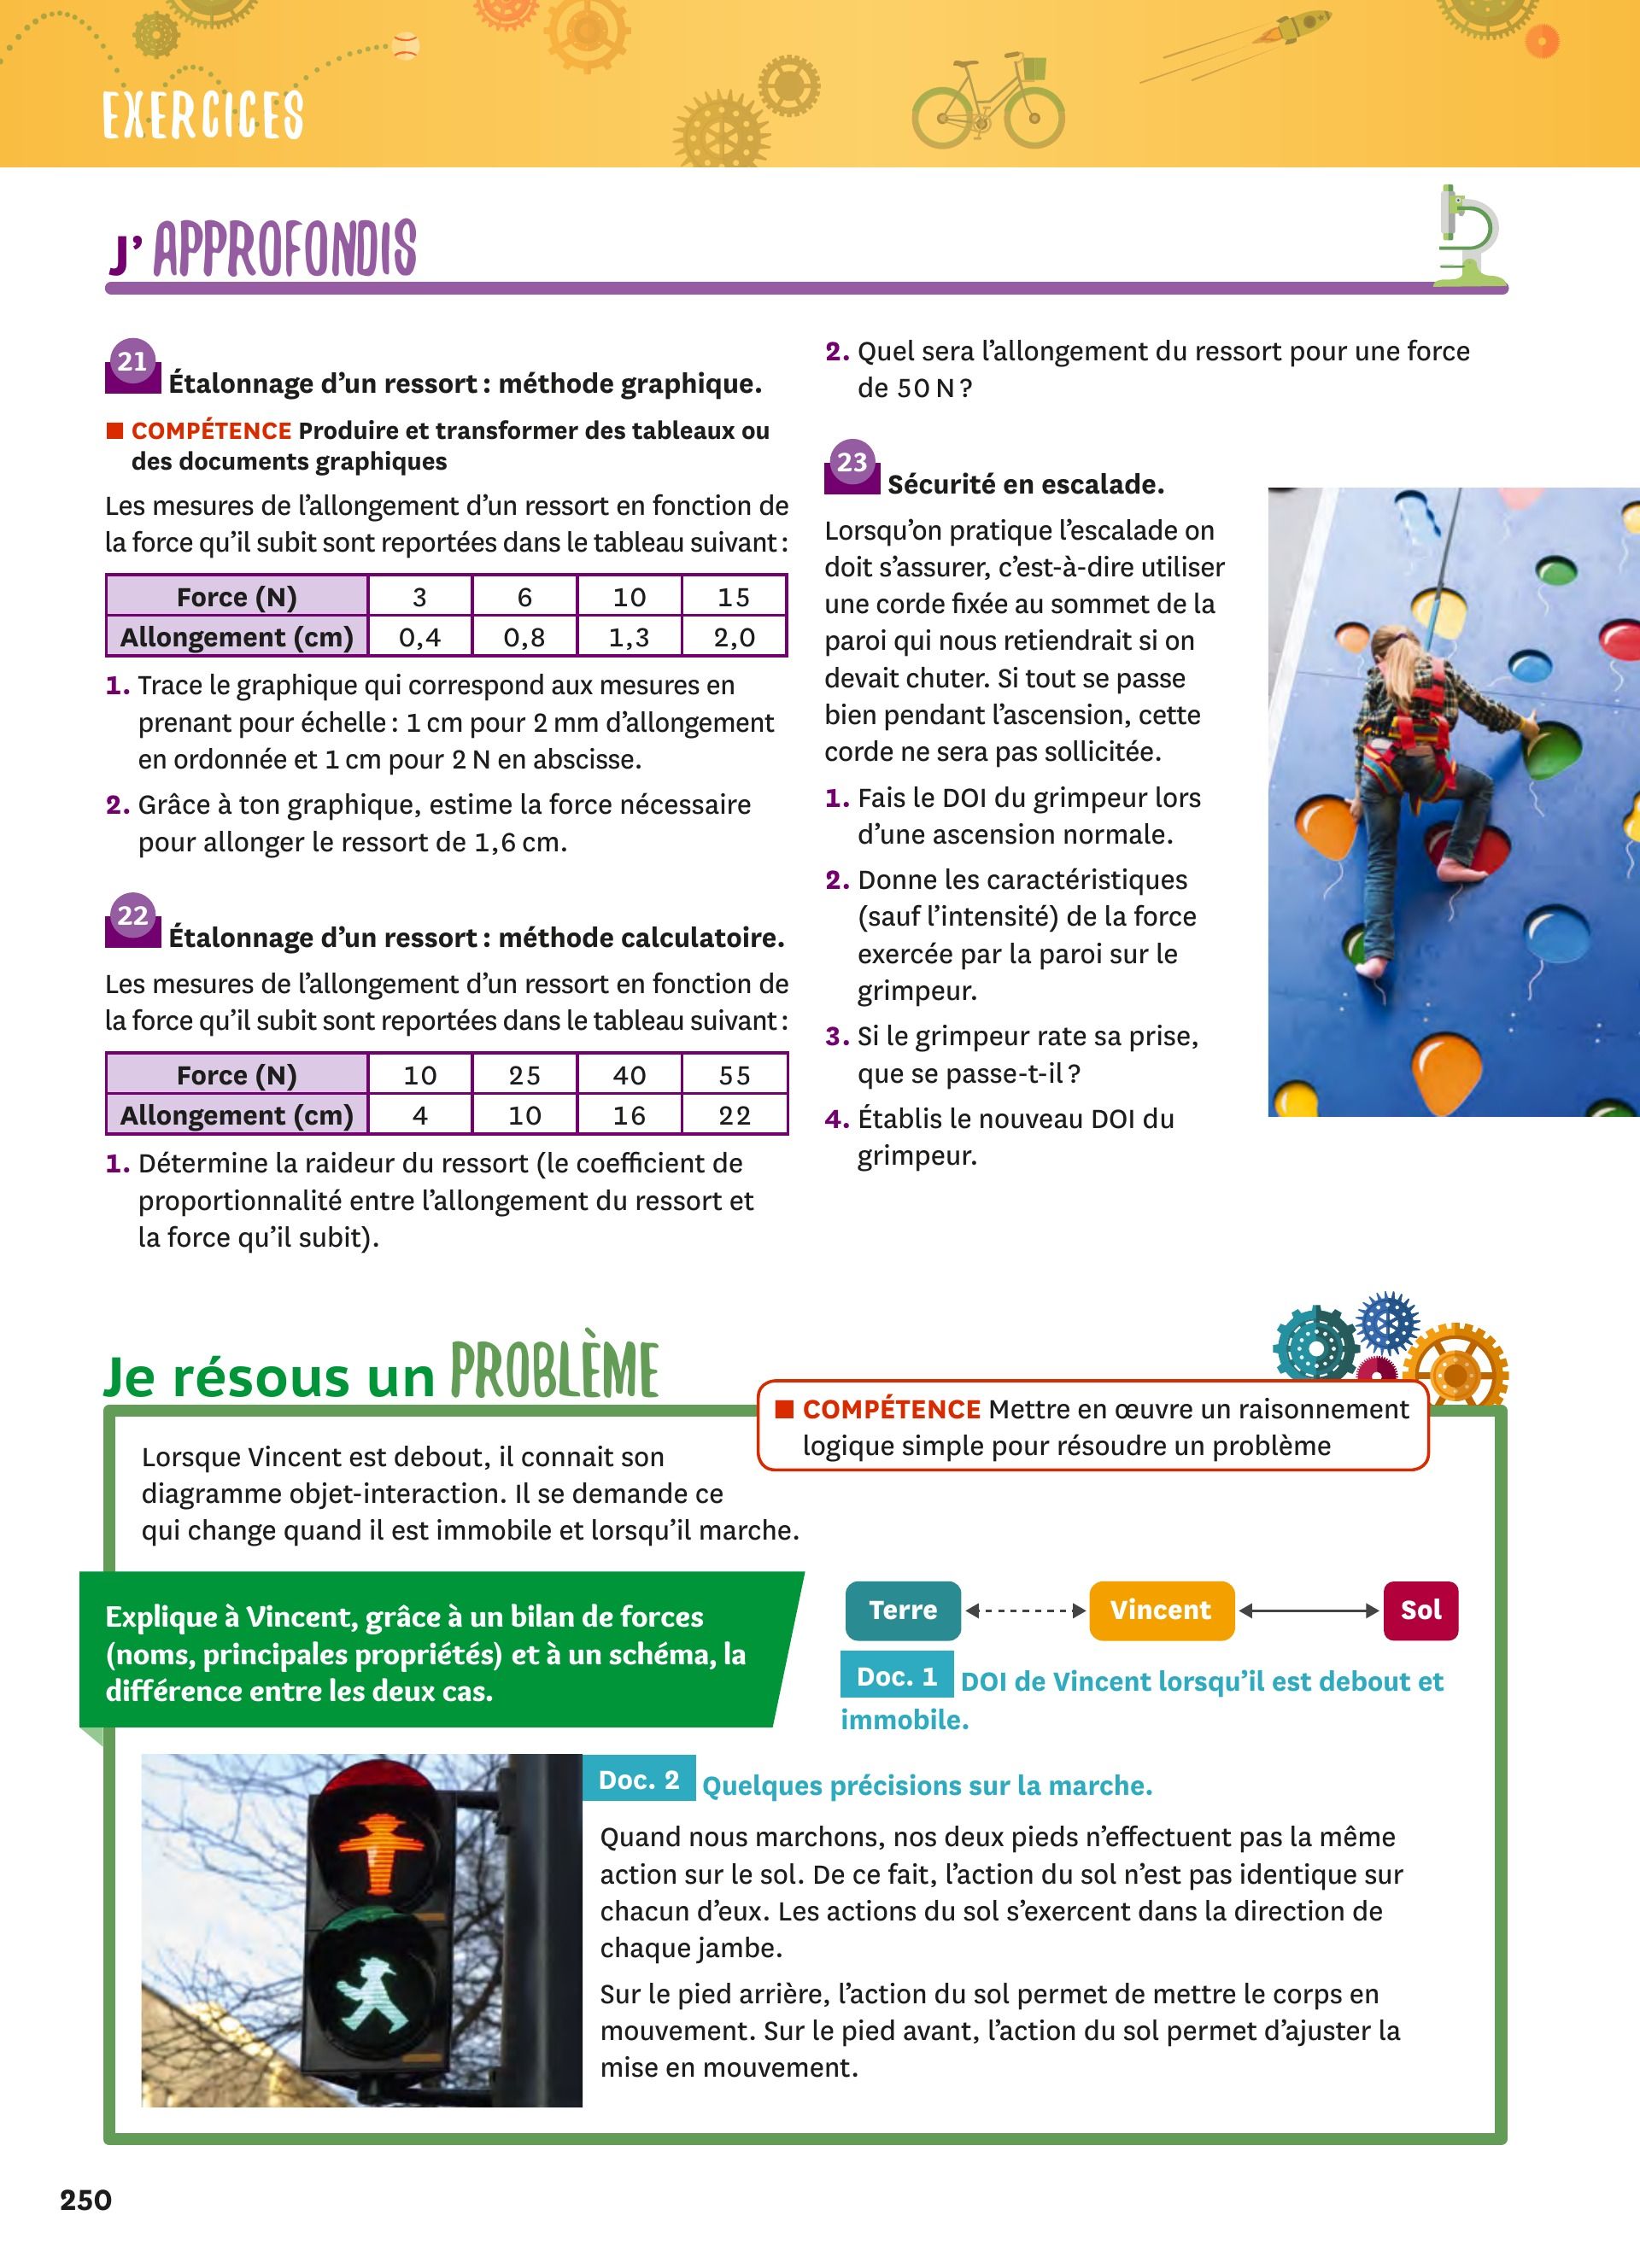 EXERCICES
J' APPROFONDIS
21
Étalonnage d'un ressort : méthode graphique.
■ COMPÉTENCE Produire et transformer des tableaux ou
des documents graphiques
Les mesures de l'allongement d'un ressort en fonction de
la force qu'il subit sont reportées dans le tableau suivant :
Force (N) 3 6 10 15
Allongement (cm) 0,4 0,8 1,3 2,0
1. Trace le graphique qui correspond aux mesures en
prenant pour échelle : 1 cm pour 2 mm d'allongement
en ordonnée et 1 cm pour 2 N en abscisse.
2. Grâce à ton graphique, estime la force nécessaire
pour allonger le ressort de 1,6 cm.
22
Étalonnage d'un ressort : méthode calculatoire.
Les mesures de l'allongement d'un ressort en fonction de
la force qu'il subit sont reportées dans le tableau suivant :
Force (N) 10 25 40 55
Allongement (cm) 4 10 16 22
1. Détermine la raideur du ressort (le coefficient de
proportionnalité entre l'allongement du ressort et
la force qu'il subit).
2. Quel sera l'allongement du ressort pour une force
de 50 N ?
23
Sécurité en escalade.
Lorsqu'on pratique l'escalade on
doit s'assurer, c'est-à-dire utiliser
une corde fixée au sommet de la
paroi qui nous retiendrait si on
devait chuter. Si tout se passe
bien pendant l'ascension, cette
corde ne sera pas sollicitée.
1. Fais le DOI du grimpeur lors
d'une ascension normale.
2. Donne les caractéristiques
(sauf l'intensité) de la force
exercée par la paroi sur le
grimpeur.
3. Si le grimpeur rate sa prise,
que se passe-t-il ?
4. Établis le nouveau DOI du
grimpeur.
Je résous un PROBLÈME
■ COMPÉTENCE Mettre en œuvre un raisonnement
logique simple pour résoudre un problème
Lorsque Vincent est debout, il connait son
diagramme objet-interaction. Il se demande ce
qui change quand il est immobile et lorsqu'il marche.
Explique à Vincent, grâce à un bilan de forces
(noms, principales propriétés) et à un schéma, la
différence entre les deux cas.
Terre Vincent Sol
Doc. 1 DOI de Vincent lorsqu'il est debout et
immobile.
Doc. 2 Quelques précisions sur la marche.
Quand nous marchons, nos deux pieds n'effectuent pas la même
action sur le sol. De ce fait, l'action du sol n'est pas identique sur
chacun d'eux. Les actions du sol s'exercent dans la direction de
chaque jambe.
Sur le pied arrière, l'action du sol permet de mettre le corps en
mouvement. Sur le pied avant, l'action du sol permet d'ajuster la
mise en mouvement.
250